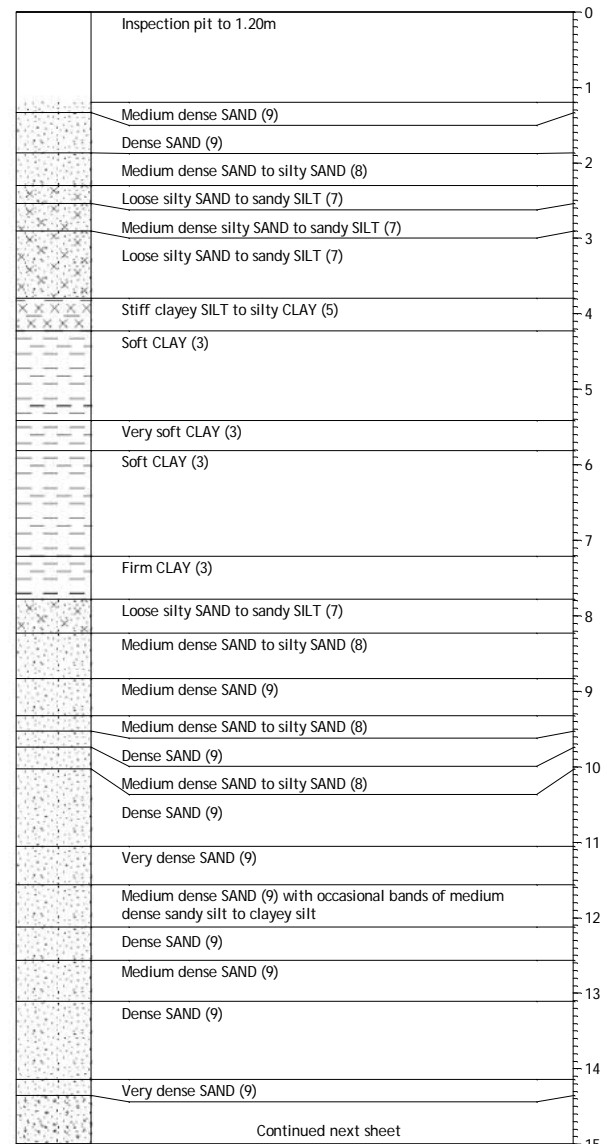 0
Inspection pit to 1.20m
1
Medium dense SAND (9)
Dense SAND (9)
2
Medium dense SAND to silty SAND (8)
Loose silty SAND to sandy SILT (7)
Medium dense silty SAND to sandy SILT (7)
3
Loose silty SAND to sandy SILT (7)
Stiff clayey SILT to silty CLAY (5)
4
Soft CLAY (3)
5
Very soft CLAY (3)
6
Soft CLAY (3)
7
Firm CLAY (3)
Loose silty SAND to sandy SILT (7)
8
Medium dense SAND to silty SAND (8)
Medium dense SAND (9)
9
Medium dense SAND to silty SAND (8)
Dense SAND (9)
10
Medium dense SAND to silty SAND (8)
Dense SAND (9)
11
Very dense SAND (9)
Medium dense SAND (9) with occasional bands of medium
dense sandy silt to clayey silt
12
Dense SAND (9)
Medium dense SAND (9)
13
Dense SAND (9)
14
Very dense SAND (9)
Continued next sheet
15